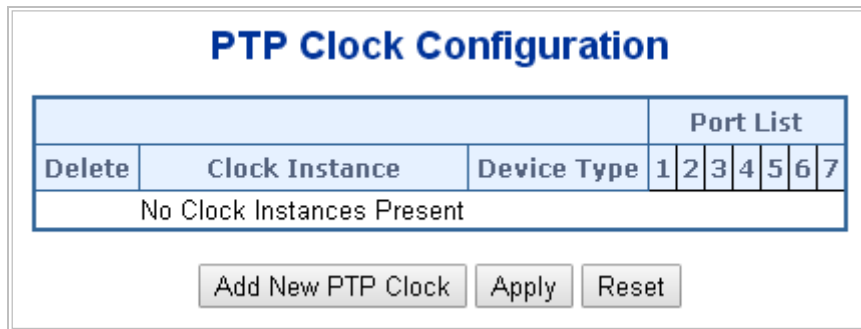 PTP Clock Configuration
Port List
Delete Clock Instance Device Type 1 2 3 4 5 6 7
No Clock Instances Present
Add New PTP Clock Apply Reset